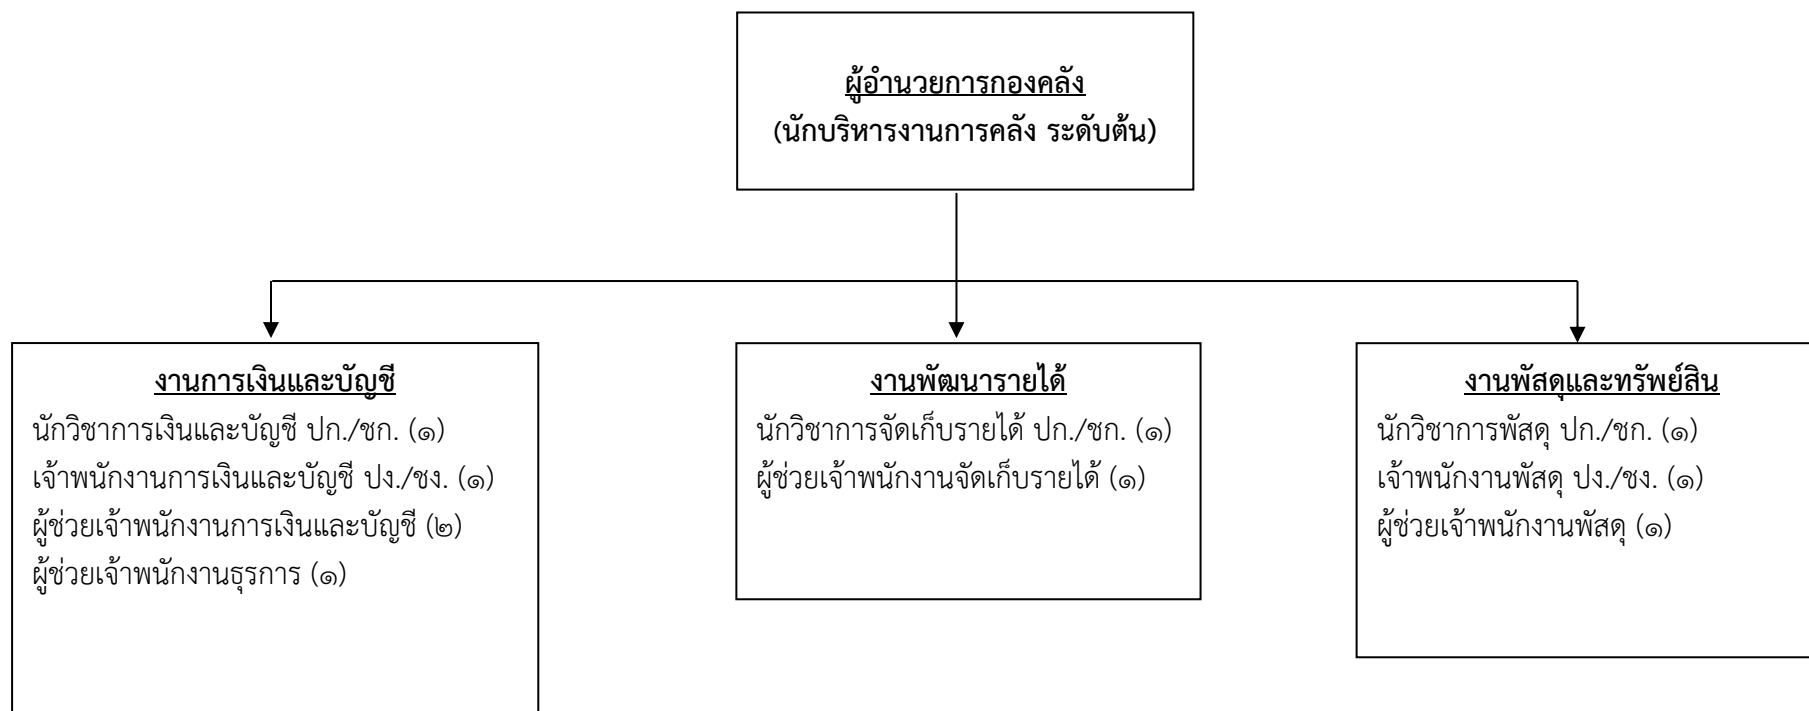 ผู้อำนวยการกองคลัง
(นักบริหารงานการคลัง ระดับต้น)
งานการเงินและบัญชี
นักวิชาการเงินและบัญชี ปก./ชก. (๑)
เจ้าพนักงานการเงินและบัญชี ปง./ชง. (๑)
ผู้ช่วยเจ้าพนักงานการเงินและบัญชี (๒)
ผู้ช่วยเจ้าพนักงานธุรการ (๑)
งานพัฒนารายได้
นักวิชาการจัดเก็บรายได้ ปก./ชก. (๑)
ผู้ช่วยเจ้าพนักงานจัดเก็บรายได้ (๑)
งานพัสดุและทรัพย์สิน
นักวิชาการพัสดุ ปก./ชก. (๑)
เจ้าพนักงานพัสดุ ปง./ชง. (๑)
ผู้ช่วยเจ้าพนักงานพัสดุ (๑)